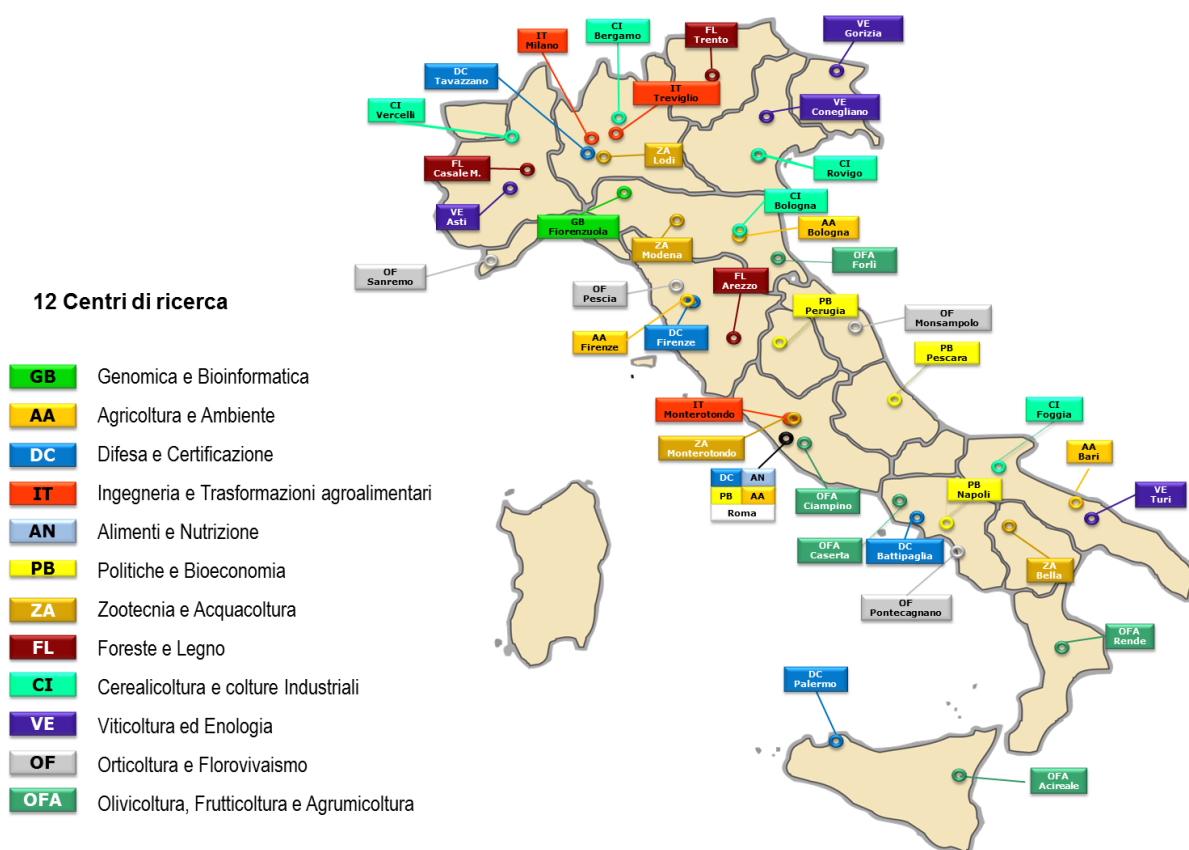 CI
Bergamo
FL
Trento
VE
Gorizia
IT
Milano
DC
Tavazzano
IT
Treviglio
CI
Vercelli
VE
Conegliano
ZA
Lodi
FL
Casale M.
CI
Rovigo
VE
Asti
CI
Bologna
GB
Fiorenzuola
AA
Bologna
ZA
Modena
OFA
Forlì
OF
Sanremo
OF
Pescia
FL
Arezzo
PB
Perugia
OF
Monsampolo
AA
Firenze
DC
Firenze
PB
Pescara
IT
Monterotondo
CI
Foggia
ZA
Monterotondo
AA
Bari
DC AN
PB AA
Roma
OFA
Ciampino
PB
Napoli
VE
Turi
OFA
Caserta
DC
Battipaglia
ZA
Bella
OF
Pontecagnano
OFA
Rende
DC
Palermo
OFA
Acireale
12 Centri di ricerca
GB Genomica e Bioinformatica
AA Agricoltura e Ambiente
DC Difesa e Certificazione
IT Ingegneria e Trasformazioni agroalimentari
AN Alimenti e Nutrizione
PB Politiche e Bioeconomia
ZA Zootecnia e Acquacoltura
FL Foreste e Legno
CI Cerealicoltura e colture Industriali
VE Viticoltura ed Enologia
OF Orticoltura e Florovivaismo
OFA Olivicoltura, Frutticoltura e Agrumicoltura